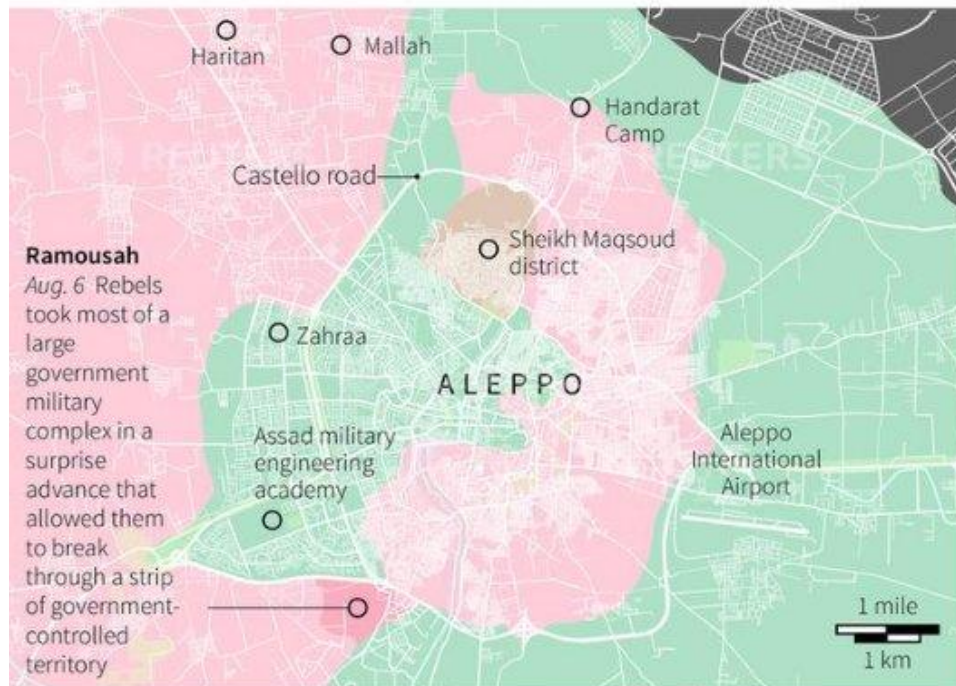 Haritan
Mallah
Handarat
Camp
REUTERS
REUTERS
Castello road
Sheikh Maqsoud
district
Ramousah
Aug. 6 Rebels
took most of a
large
government
military
complex in a
surprise
advance that
allowed them
to break
through a strip
of government-
controlled
territory
Zahraa
ALEPPO
Assad military
engineering
academy
Aleppo
International
Airport
1 mile
1 km